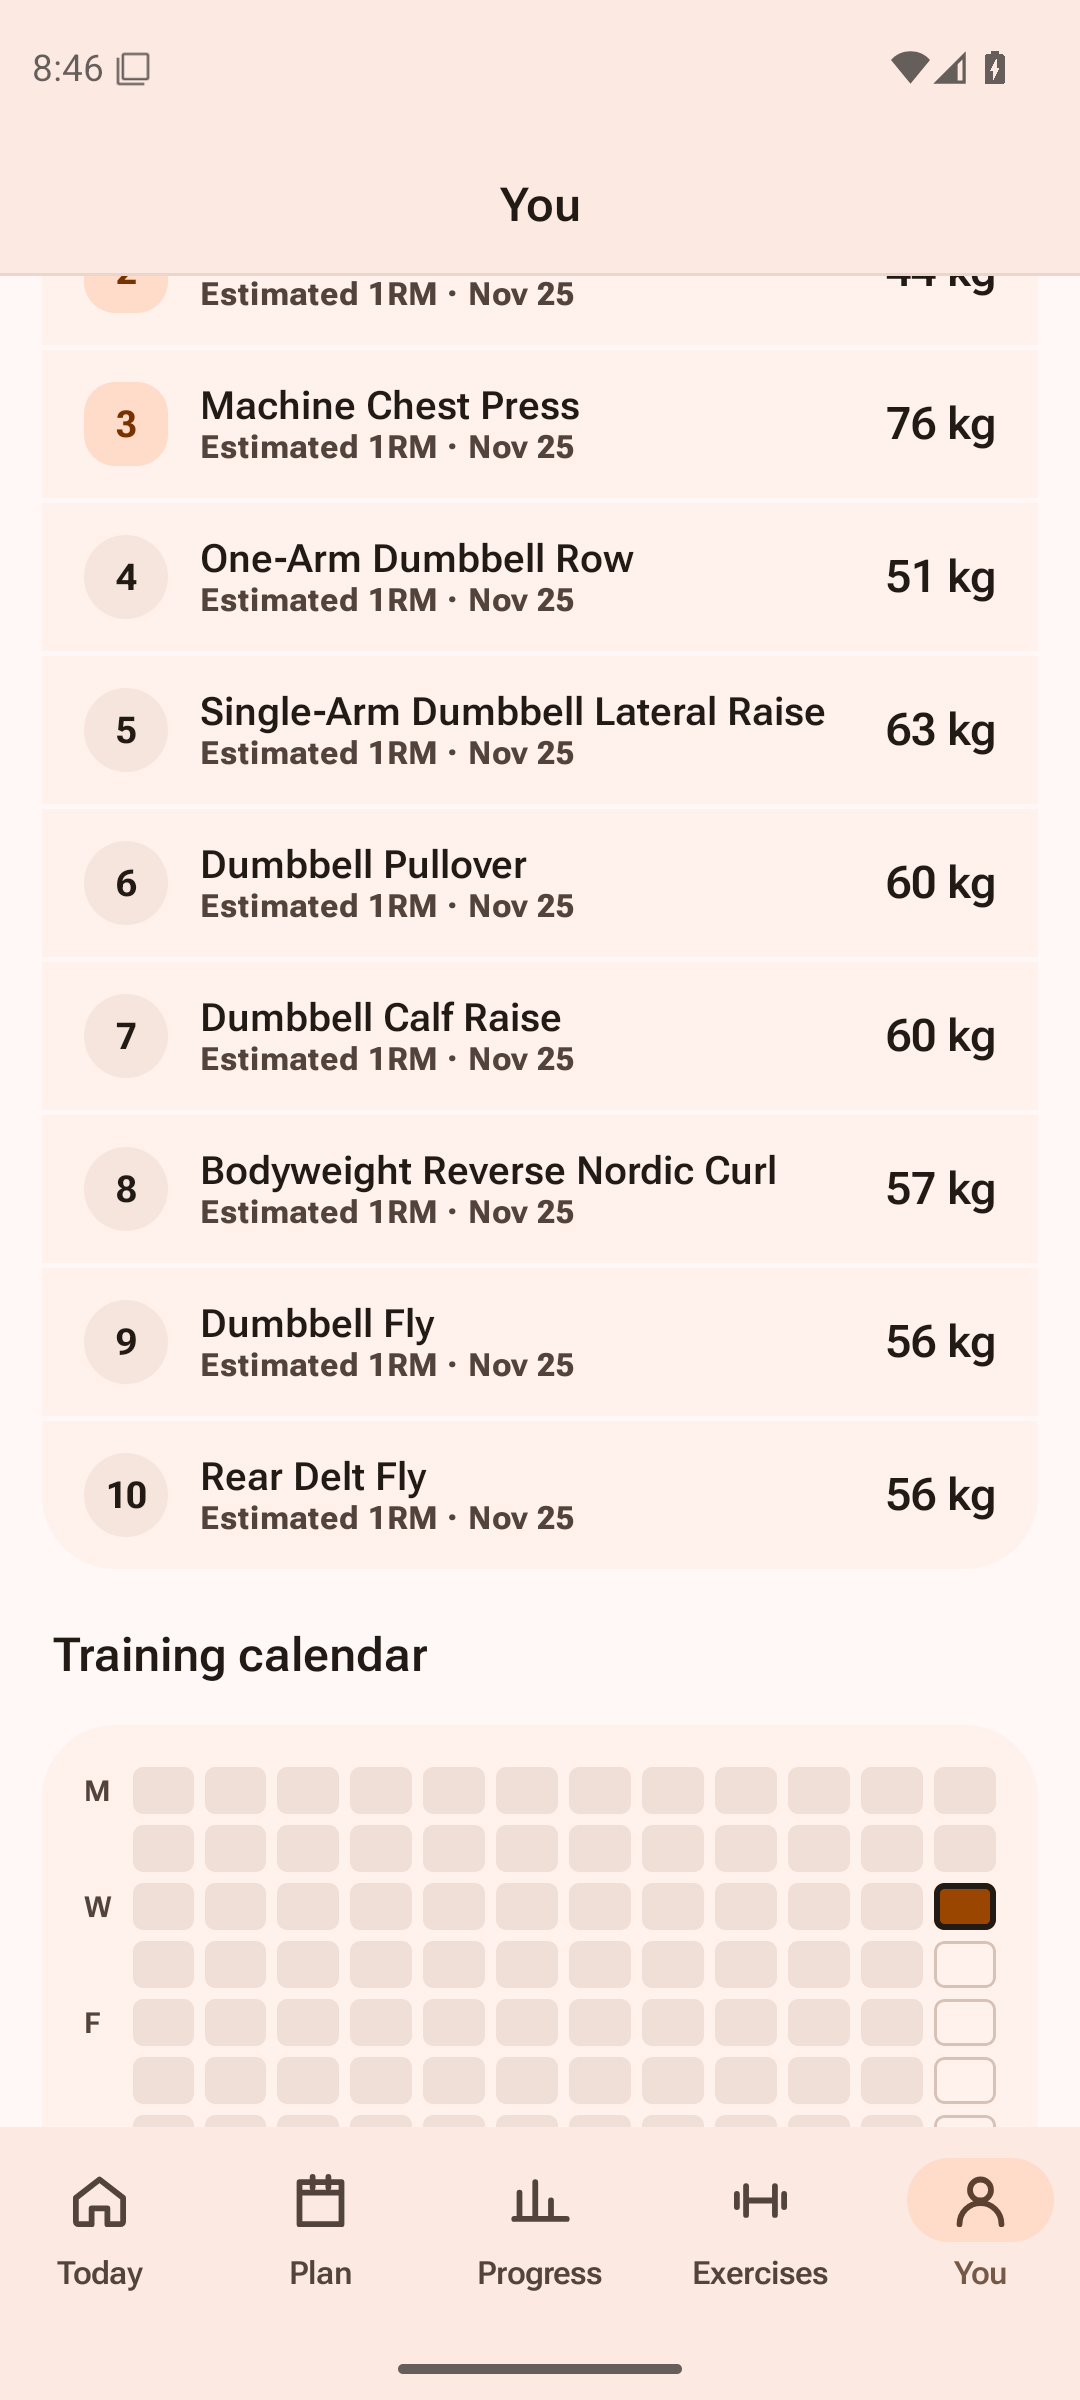 8:46
You
Estimated 1RM · Nov 25
44 kg
3
Machine Chest Press
Estimated 1RM · Nov 25
76 kg
4
One-Arm Dumbbell Row
Estimated 1RM · Nov 25
51 kg
5
Single-Arm Dumbbell Lateral Raise
Estimated 1RM · Nov 25
63 kg
6
Dumbbell Pullover
Estimated 1RM · Nov 25
60 kg
7
Dumbbell Calf Raise
Estimated 1RM · Nov 25
60 kg
8
Bodyweight Reverse Nordic Curl
Estimated 1RM · Nov 25
57 kg
9
Dumbbell Fly
Estimated 1RM · Nov 25
56 kg
10
Rear Delt Fly
Estimated 1RM · Nov 25
56 kg
Training calendar
M
W
F
Today
Plan
Progress
Exercises
You